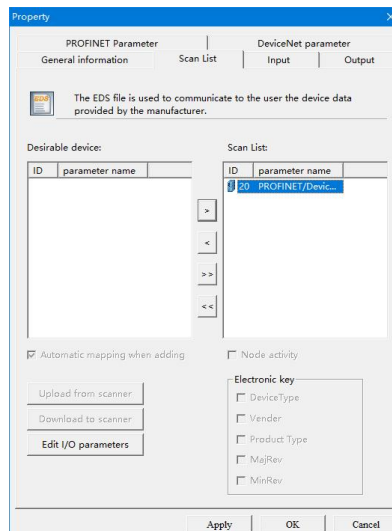 Property
PROFINET Parameter
DeviceNet parameter
General information
Scan List
Input
Output
EDS
The EDS file is used to communicate to the user the device data
provided by the manufacturer.
Desirable device:
Scan List:
ID parameter name
ID parameter name
20 PROFINET/Devic...
>
<
>>
<<
Automatic mapping when adding
Node activity
Upload from scanner
Download to scanner
Edit I/O parameters
Electronic key
DeviceType
Vender
Product Type
MajRev
MinRev
Apply
OK
Cancel